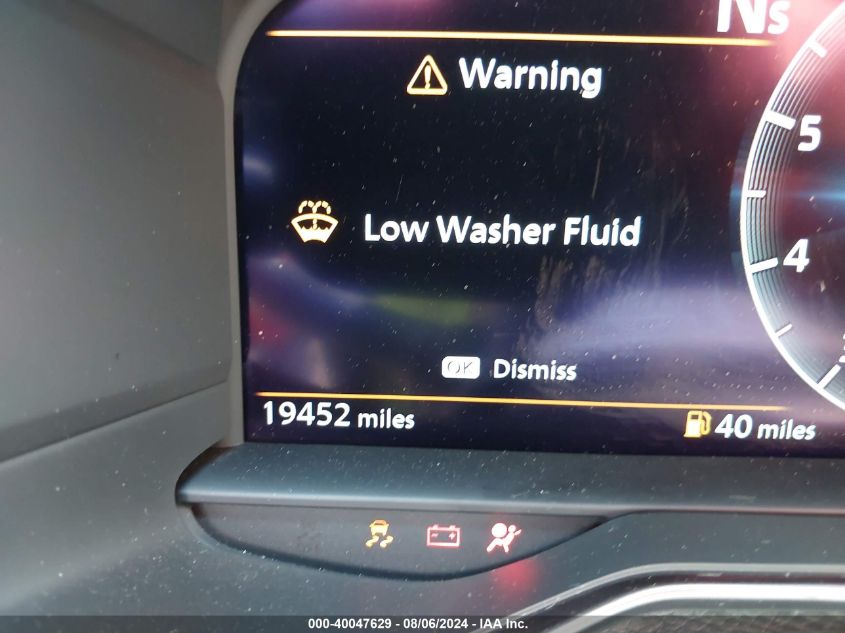 Ns
Warning
5
Low Washer Fluid
4
OK Dismiss
19452 miles
40 miles
000-40047629 - 08/06/2024 - IAA Inc.